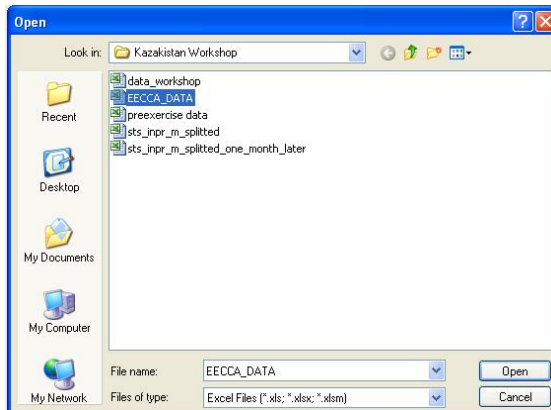 Open
Look in: Kazakistan Workshop
data_workshop
EECCA_DATA
preexercise data
sts_inpr_m_splitted
sts_inpr_m_splitted_one_month_later
Recent
Desktop
My Documents
My Computer
My Network
File name: EECCA_DATA Open
Files of type: Excel Files (*.xls; *.xlsx; *.xlsm) Cancel